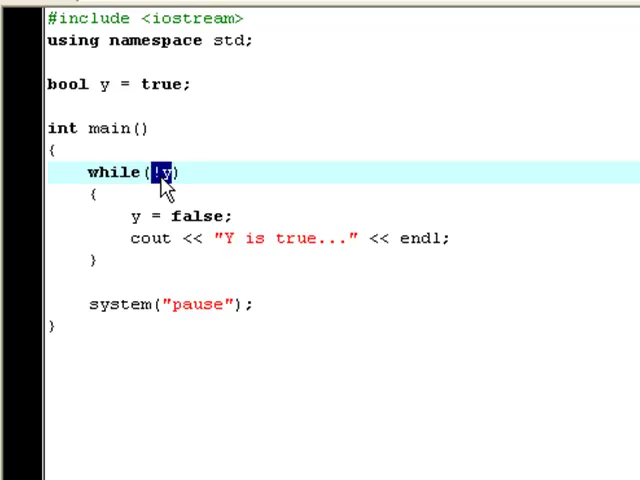 #include <iostream>
using namespace std;
bool y = true;
int main()
{
while(!y)
{
y = false;
cout << "Y is true..." << endl;
}
system("pause");
}